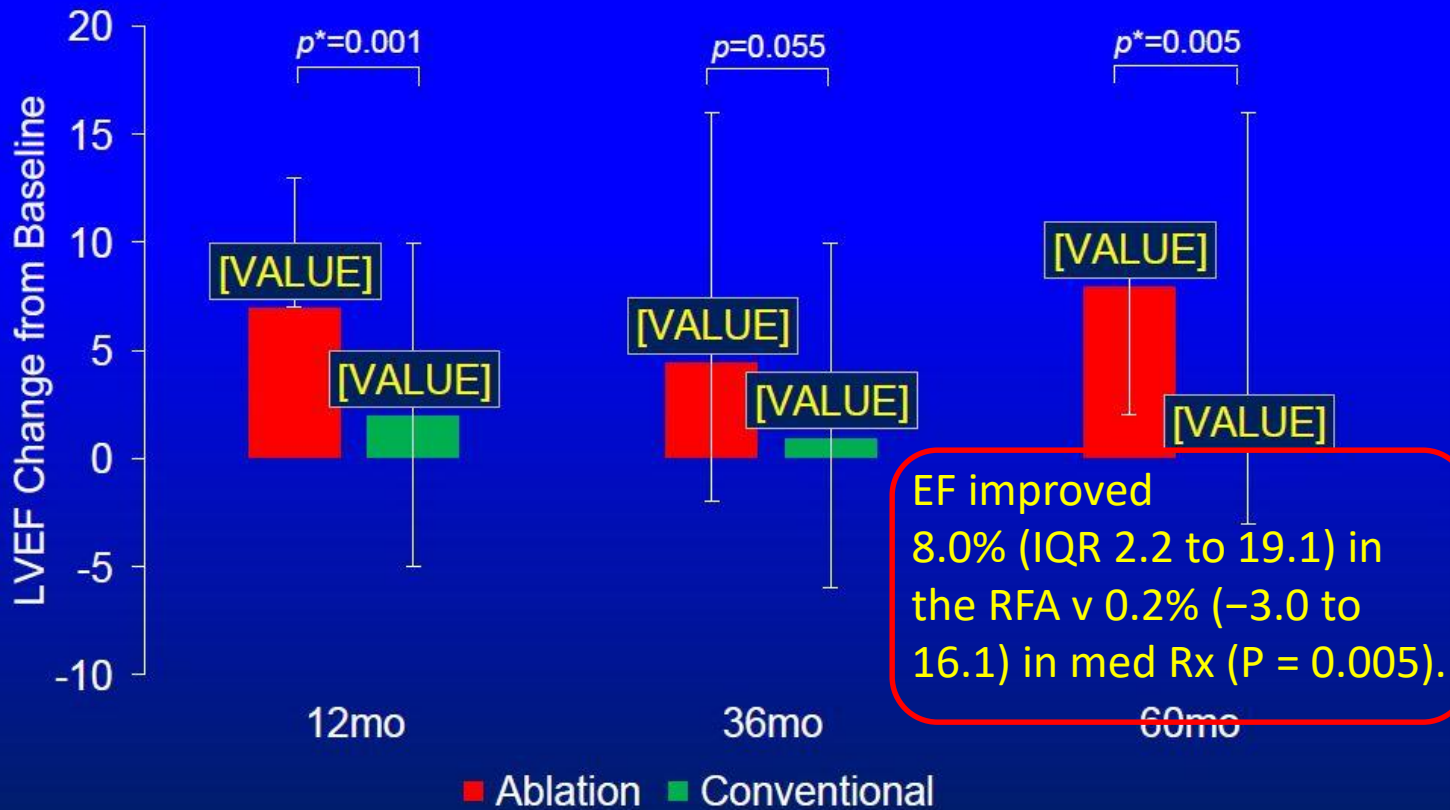 20
p*=0.001
p=0.055
p*=0.005
LVEF Change from Baseline
15
10
[VALUE]
[VALUE]
5
[VALUE]
[VALUE]
[VALUE]
[VALUE]
0
-5
-10
EF improved
8.0% (IQR 2.2 to 19.1) in
the RFA v 0.2% (−3.0 to
16.1) in med Rx (P = 0.005).
12mo
36mo
60mo
Ablation
Conventional